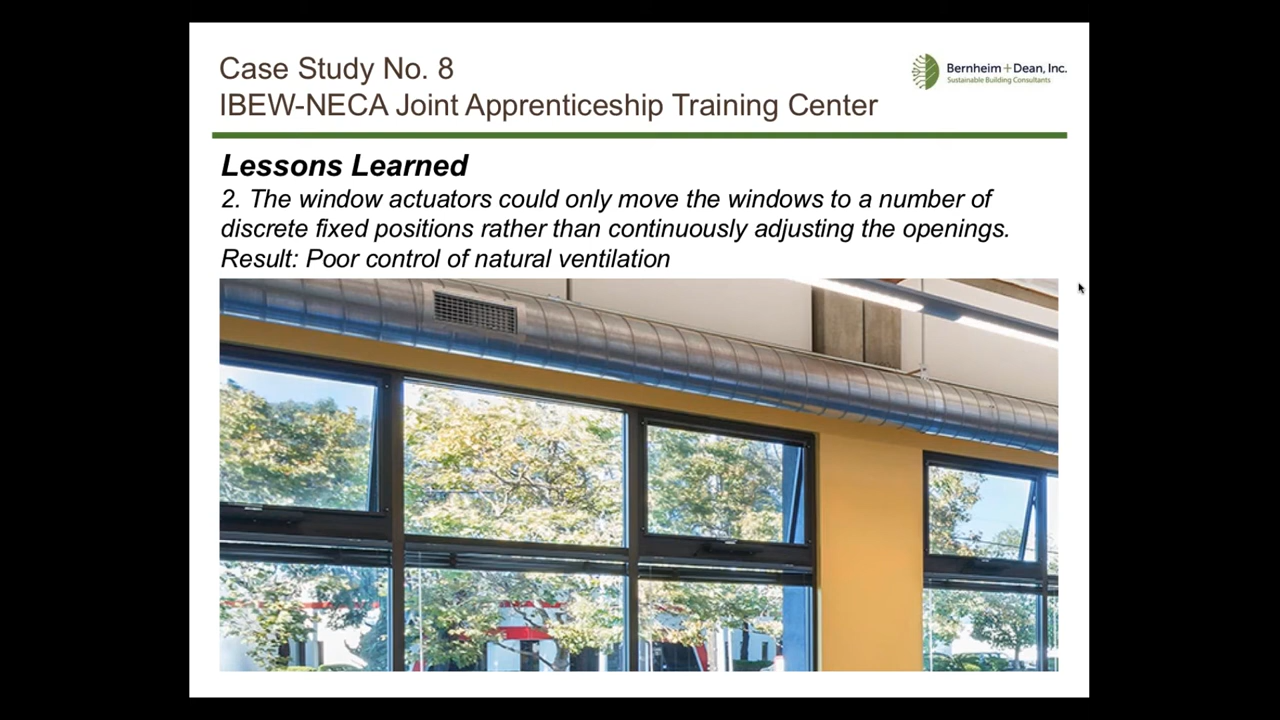 Case Study No. 8
IBEW-NECA Joint Apprenticeship Training Center
Bernheim+Dean, Inc.
Sustainable Building Consultants
Lessons Learned
2. The window actuators could only move the windows to a number of
discrete fixed positions rather than continuously adjusting the openings.
Result: Poor control of natural ventilation